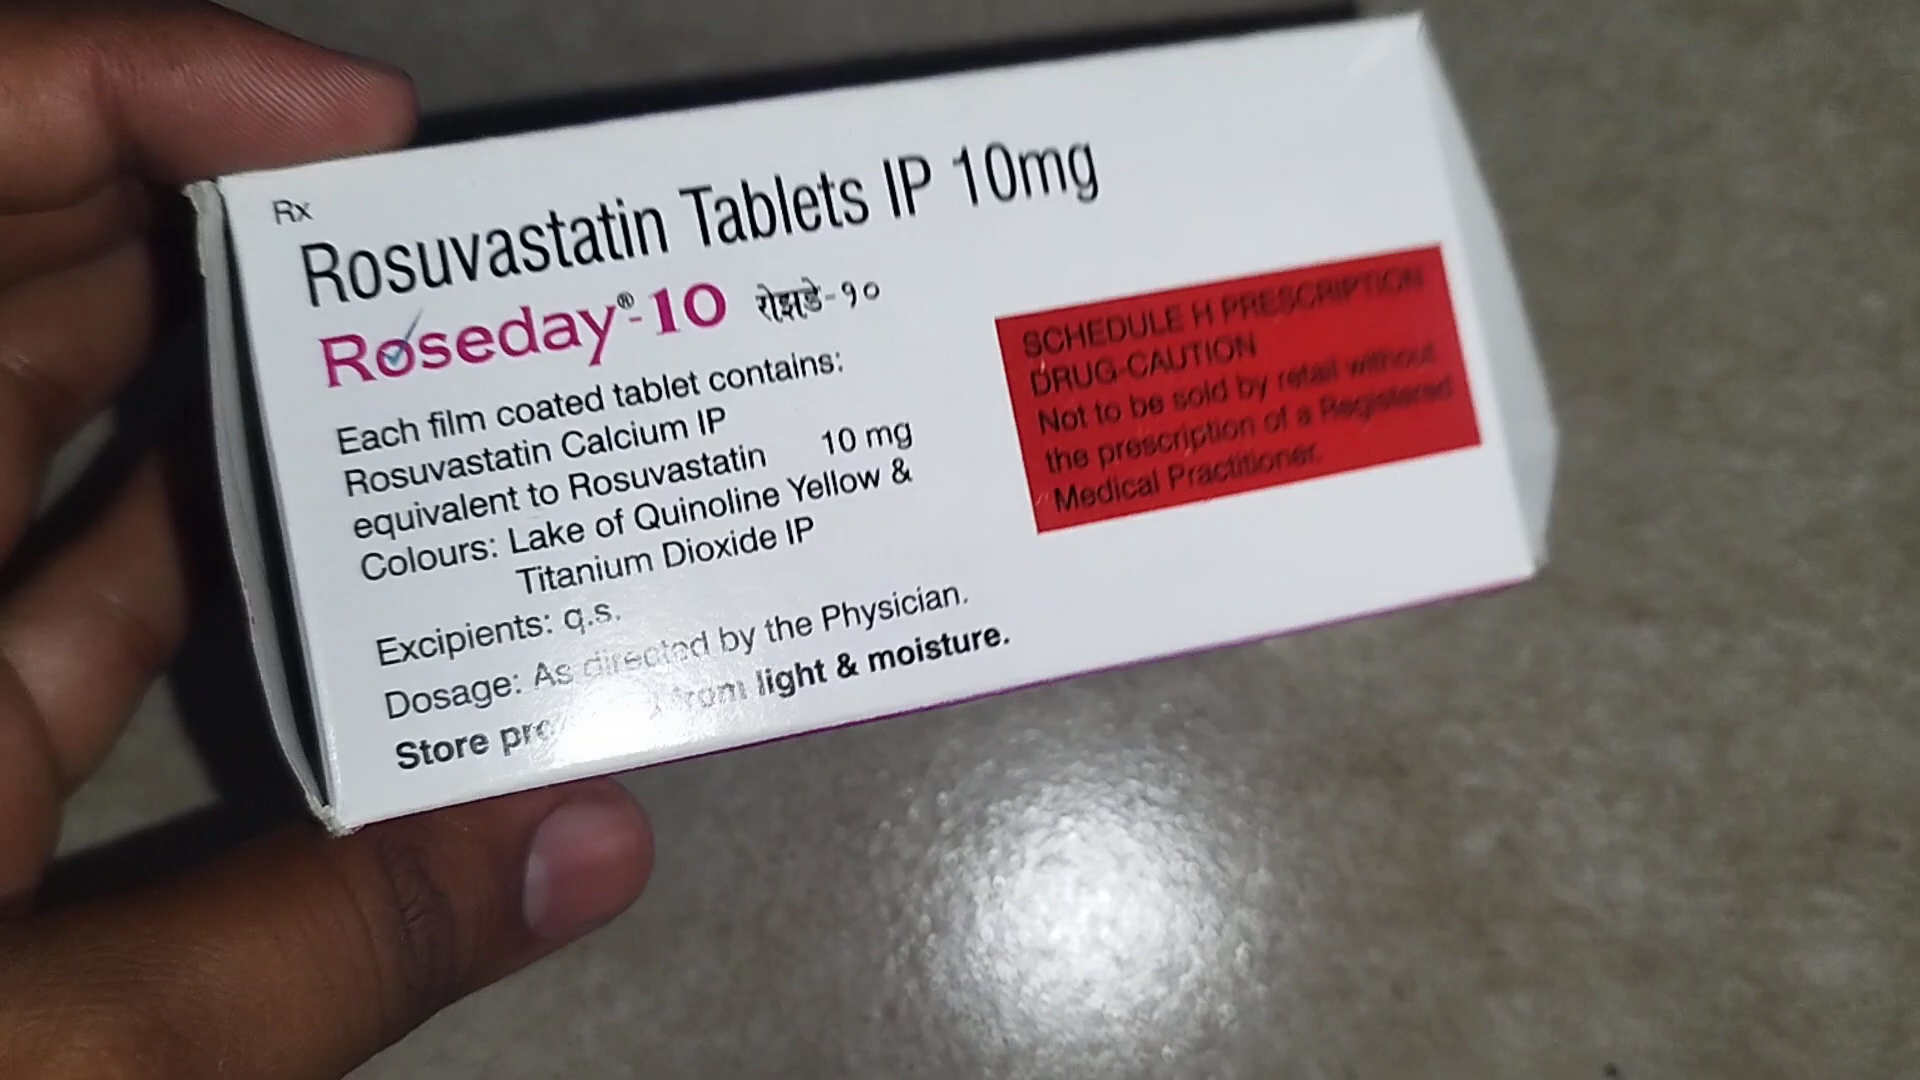 Rx
Rosuvastatin Tablets IP 10mg
Roseday®-10 रोझडे-१०
Each film coated tablet contains:
Rosuvastatin Calcium IP
equivalent to Rosuvastatin 10 mg
Colours: Lake of Quinoline Yellow &
Titanium Dioxide IP
Excipients: q.s.
Dosage: As directed by the Physician.
Store from light & moisture.
SCHEDULE H PRESCRIPTION
DRUG-CAUTION
Not to be sold by retail without
the prescription of a Registered
Medical Practitioner.